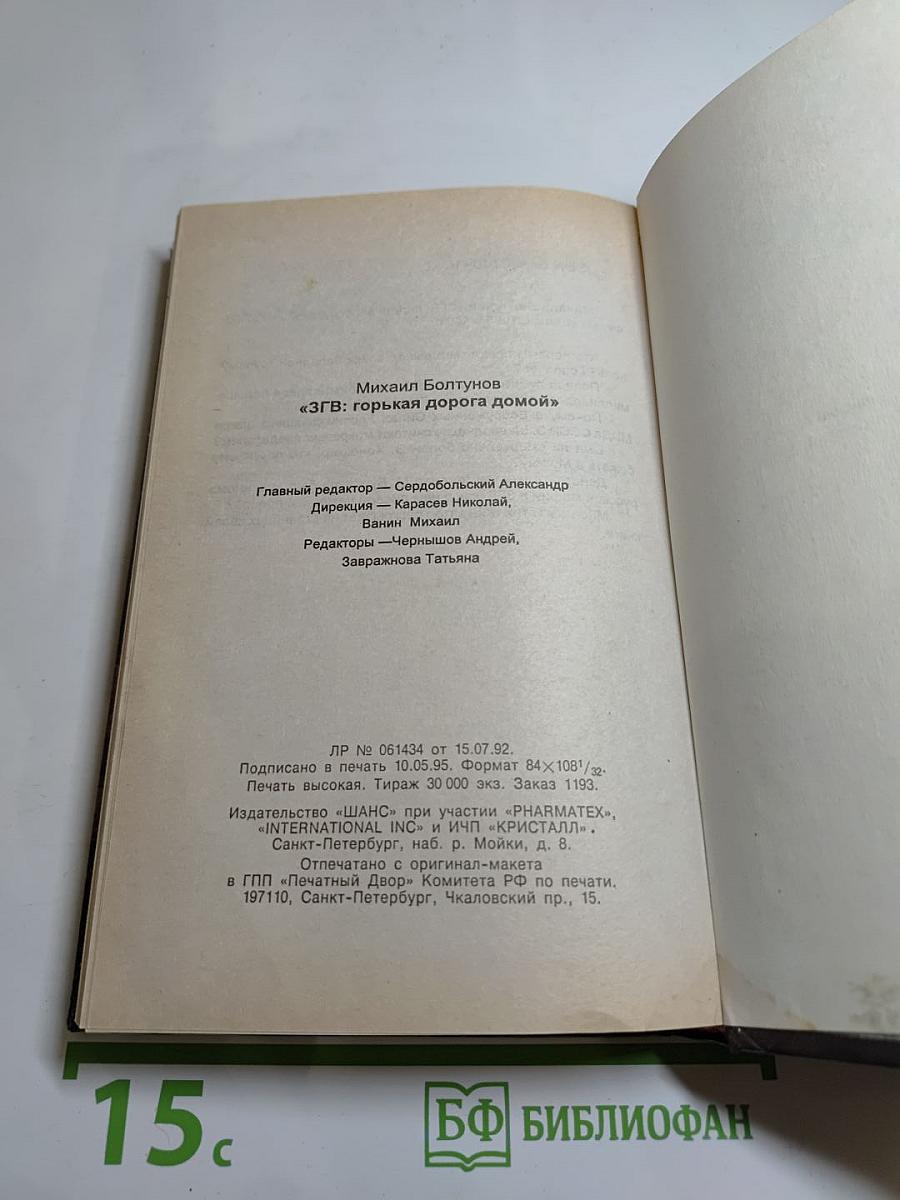 Михаил Болтунов
«ЗГВ: горькая дорога домой»
Главный редактор — Сердобольский Александр
Дирекция — Карасев Николай,
Ванин Михаил
Редакторы —Чернышов Андрей,
Завражнова Татьяна
ЛР № 061434 от 15.07.92.
Подписано в печать 10.05.95. Формат 84×108¹/₃₂.
Печать высокая. Тираж 30 000 экз. Заказ 1193.
Издательство «ШАНС» при участии «PHARMATEX»,
«INTERNATIONAL INC» и ИЧП «КРИСТАЛЛ».
Санкт-Петербург, наб. р. Мойки, д. 8.
Отпечатано с оригинал-макета
в ГПП «Печатный Двор» Комитета РФ по печати.
197110, Санкт-Петербург, Чкаловский пр., 15.
15 с
БФ БИБЛИОФАН